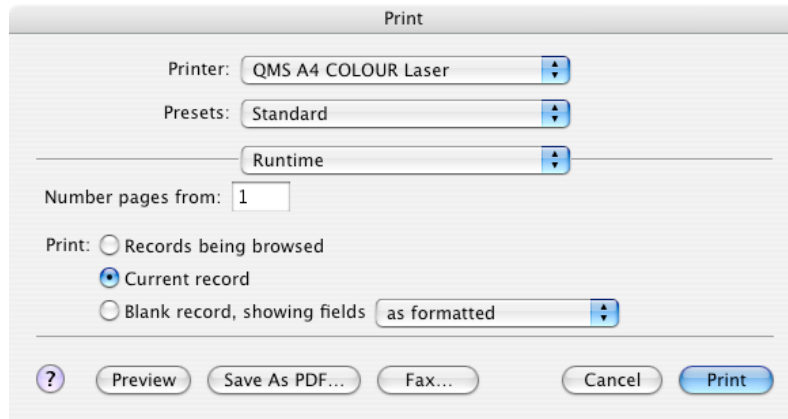 Print
Printer: QMS A4 COLOUR Laser
Presets: Standard
Runtime
Number pages from: 1
Print: Records being browsed
Current record
Blank record, showing fields as formatted
? Preview Save As PDF... Fax... Cancel Print